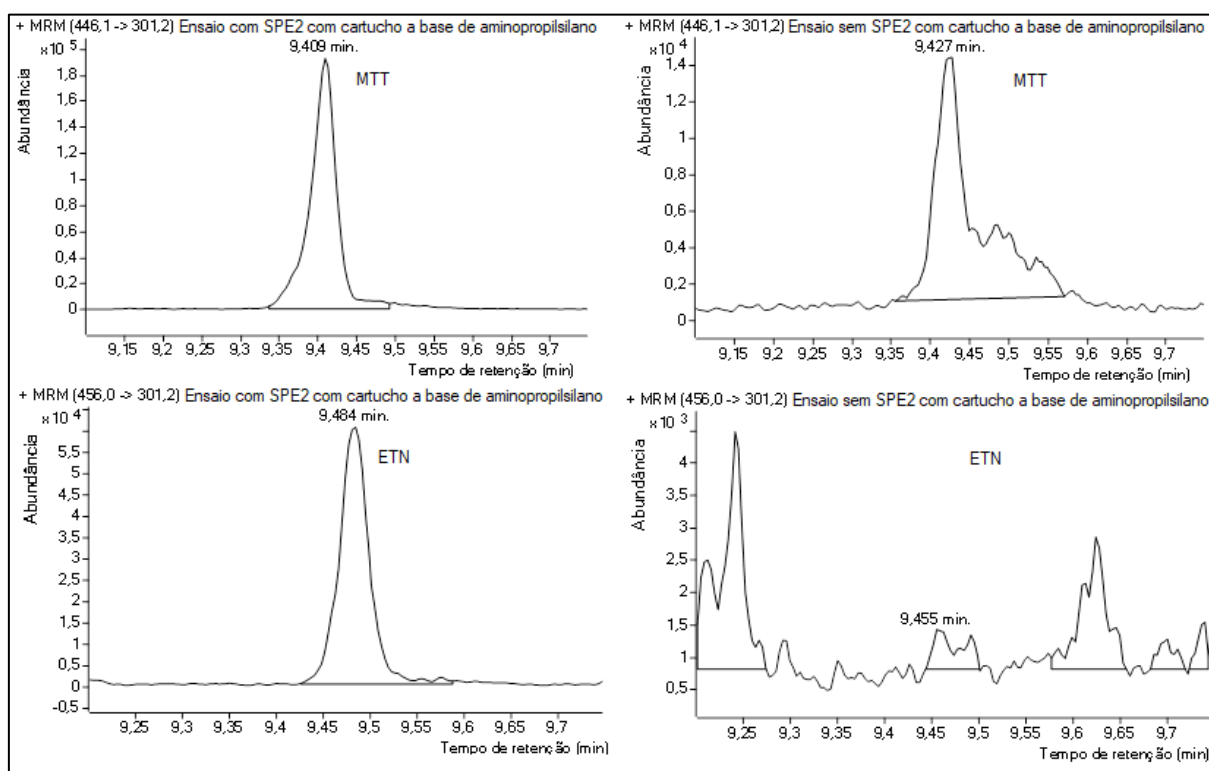 + MRM (446,1 -> 301,2) Ensaio com SPE2 com cartucho a base de aminopropilsilano
x10 5
9,409 min.
MTT
Abundância
1,8
1,6
1,4
1,2
1
0,8
0,6
0,4
0,2
0
9,15 9,2 9,25 9,3 9,35 9,4 9,45 9,5 9,55 9,6 9,65 9,7
Tempo de retenção (min)
+ MRM (446,1 -> 301,2) Ensaio sem SPE2 com cartucho a base de aminopropilsilano
x10 4
9,427 min.
MTT
Abundância
1,4
1,2
1
0,8
0,6
0,4
0,2
0
9,15 9,2 9,25 9,3 9,35 9,4 9,45 9,5 9,55 9,6 9,65 9,7
Tempo de retenção (min)
+ MRM (456,0 -> 301,2) Ensaio com SPE2 com cartucho a base de aminopropilsilano
x10 4
9,484 min.
ETN
Abundância
5,5
5
4,5
4
3,5
3
2,5
2
1,5
1
0,5
0
-0,5
9,25 9,3 9,35 9,4 9,45 9,5 9,55 9,6 9,65 9,7
Tempo de retenção (min)
+ MRM (456,0 -> 301,2) Ensaio sem SPE2 com cartucho a base de aminopropilsilano
x10 3
ETN
Abundância
4
3,5
3
2,5
2
1,5
1
0,5
9,455 min.
9,25 9,3 9,35 9,4 9,45 9,5 9,55 9,6 9,65 9,7
Tempo de retenção (min)